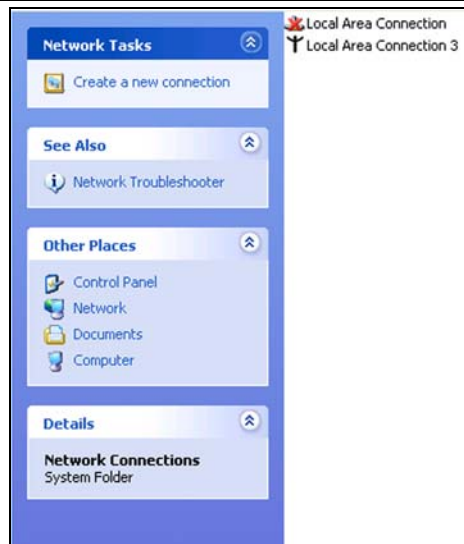 Network Tasks
Create a new connection
See Also
Network Troubleshooter
Other Places
Control Panel
Network
Documents
Computer
Details
Network Connections
System Folder
Local Area Connection
Local Area Connection 3